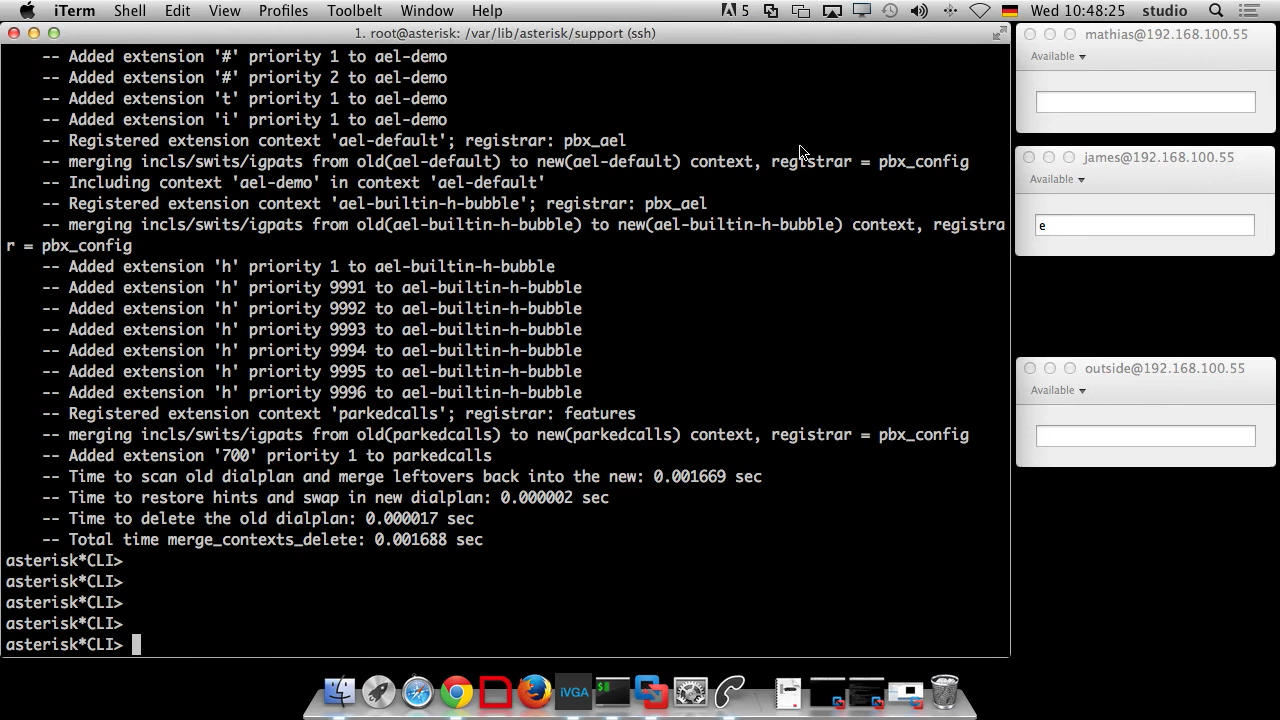 iTerm Shell Edit View Profiles Toolbelt Window Help 5 Wed 10:48:25 studio
1. root@asterisk: /var/lib/asterisk/support (ssh)
-- Added extension '#' priority 1 to ael-demo
-- Added extension '#' priority 2 to ael-demo
-- Added extension 't' priority 1 to ael-demo
-- Added extension 'i' priority 1 to ael-demo
-- Registered extension context 'ael-default'; registrar: pbx_ael
-- merging incls/swits/igpats from old(ael-default) to new(ael-default) context, registrar = pbx_config
-- Including context 'ael-demo' in context 'ael-default'
-- Registered extension context 'ael-builtin-h-bubble'; registrar: pbx_ael
-- merging incls/swits/igpats from old(ael-builtin-h-bubble) to new(ael-builtin-h-bubble) context, registra
r = pbx_config
-- Added extension 'h' priority 1 to ael-builtin-h-bubble
-- Added extension 'h' priority 9991 to ael-builtin-h-bubble
-- Added extension 'h' priority 9992 to ael-builtin-h-bubble
-- Added extension 'h' priority 9993 to ael-builtin-h-bubble
-- Added extension 'h' priority 9994 to ael-builtin-h-bubble
-- Added extension 'h' priority 9995 to ael-builtin-h-bubble
-- Added extension 'h' priority 9996 to ael-builtin-h-bubble
-- Registered extension context 'parkedcalls'; registrar: features
-- merging incls/swits/igpats from old(parkedcalls) to new(parkedcalls) context, registrar = pbx_config
-- Added extension '700' priority 1 to parkedcalls
-- Time to scan old dialplan and merge leftovers back into the new: 0.001669 sec
-- Time to restore hints and swap in new dialplan: 0.000002 sec
-- Time to delete the old dialplan: 0.000017 sec
-- Total time merge_contexts_delete: 0.001688 sec
asterisk*CLI>
asterisk*CLI>
asterisk*CLI>
asterisk*CLI>
asterisk*CLI>
mathias@192.168.100.55
Available
james@192.168.100.55
Available
e
outside@192.168.100.55
Available
iVGA